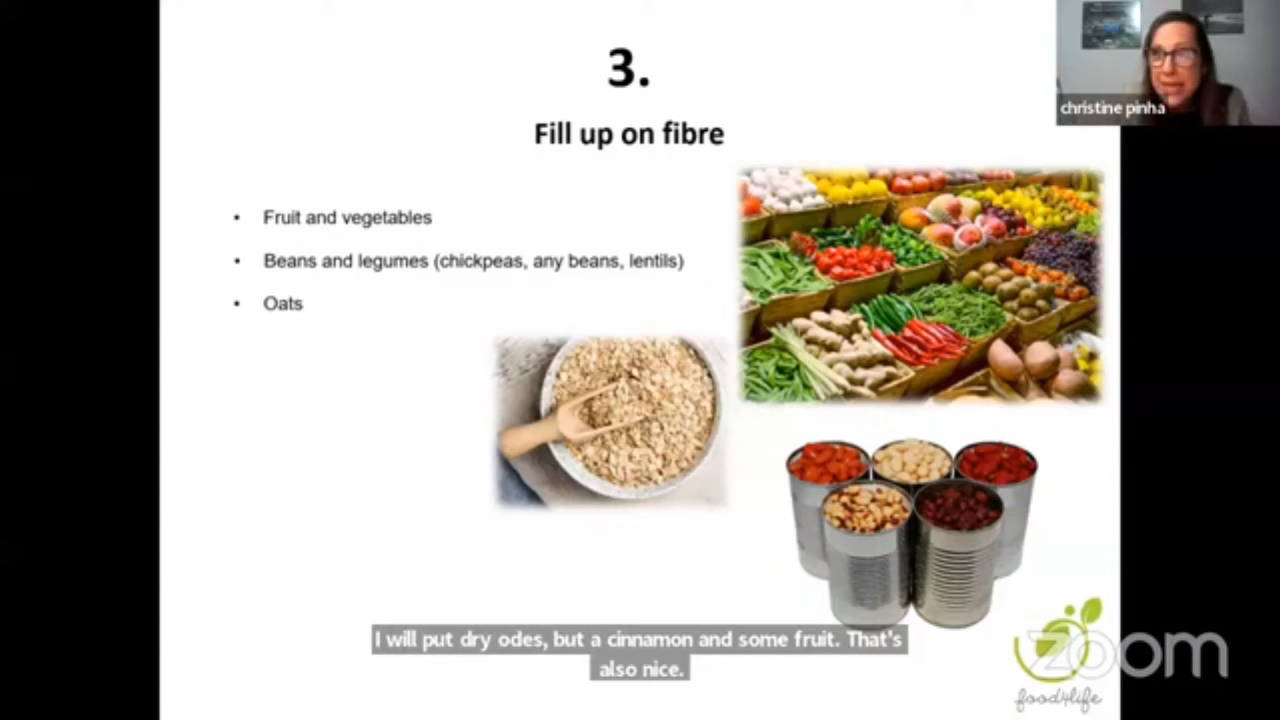 3.
christine pinha
Fill up on fibre
• Fruit and vegetables
• Beans and legumes (chickpeas, any beans, lentils)
• Oats
I will put dry odes, but a cinnamon and some fruit. That's
also nice.
zoom
food4life